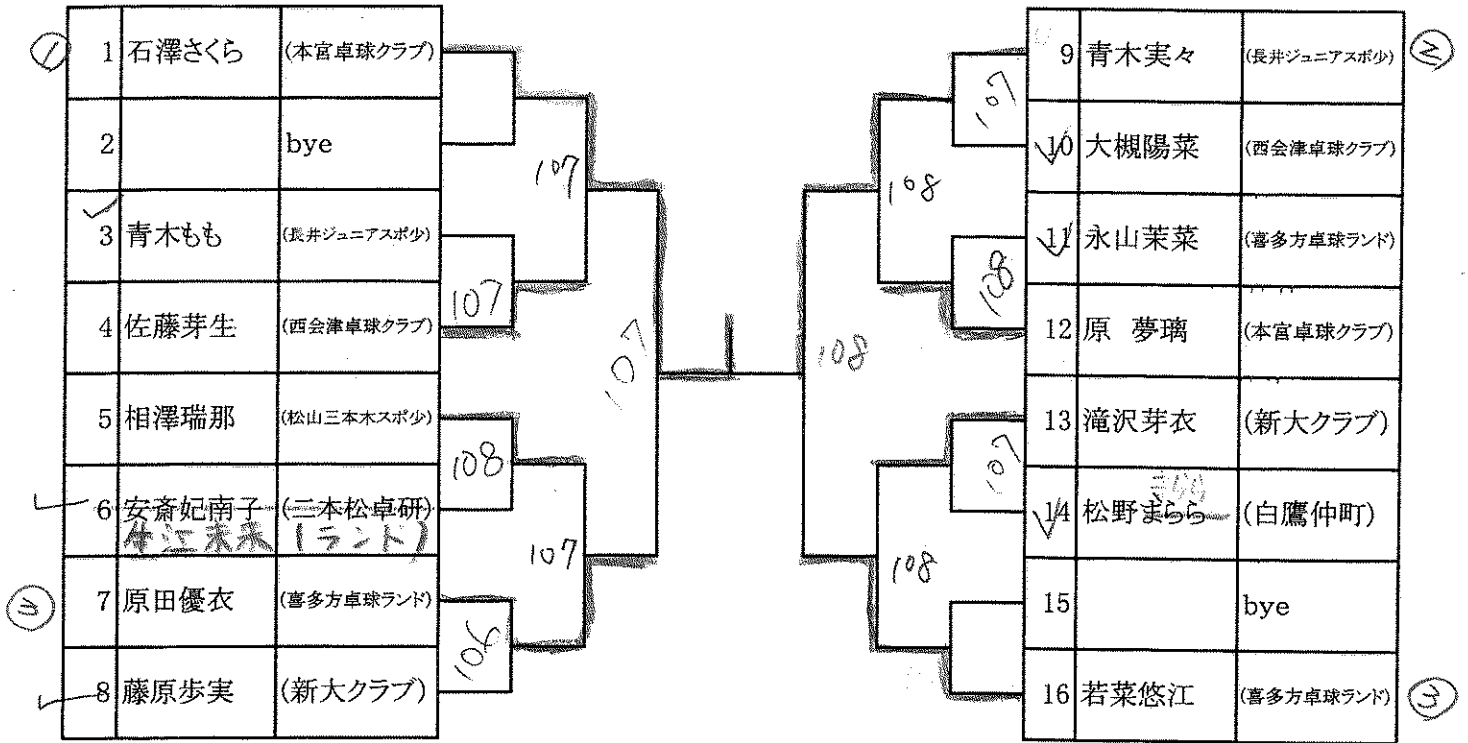 ① 1 石澤さくら (本宮卓球クラブ)
2 bye
3 青木もも (長井ジュニアスポ少)
4 佐藤芽生 (西会津卓球クラブ)
5 相澤瑞那 (松山三本木スポ少)
6 安斎妃南子 (二本松卓研)
(ランド)
7 原田優衣 (喜多方卓球ランド)
8 藤原歩実 (新大クラブ)
107
107
108
106
107
107
107
108
108
108
107
108
107
9 青木実々 (長井ジュニアスポ少)
10 大槻陽菜 (西会津卓球クラブ)
11 永山茉菜 (喜多方卓球ランド)
12 原 夢璃 (本宮卓球クラブ)
13 滝沢芽衣 (新大クラブ)
14 松野まらら (白鷹仲町)
15 bye
16 若菜悠江 (喜多方卓球ランド) ③